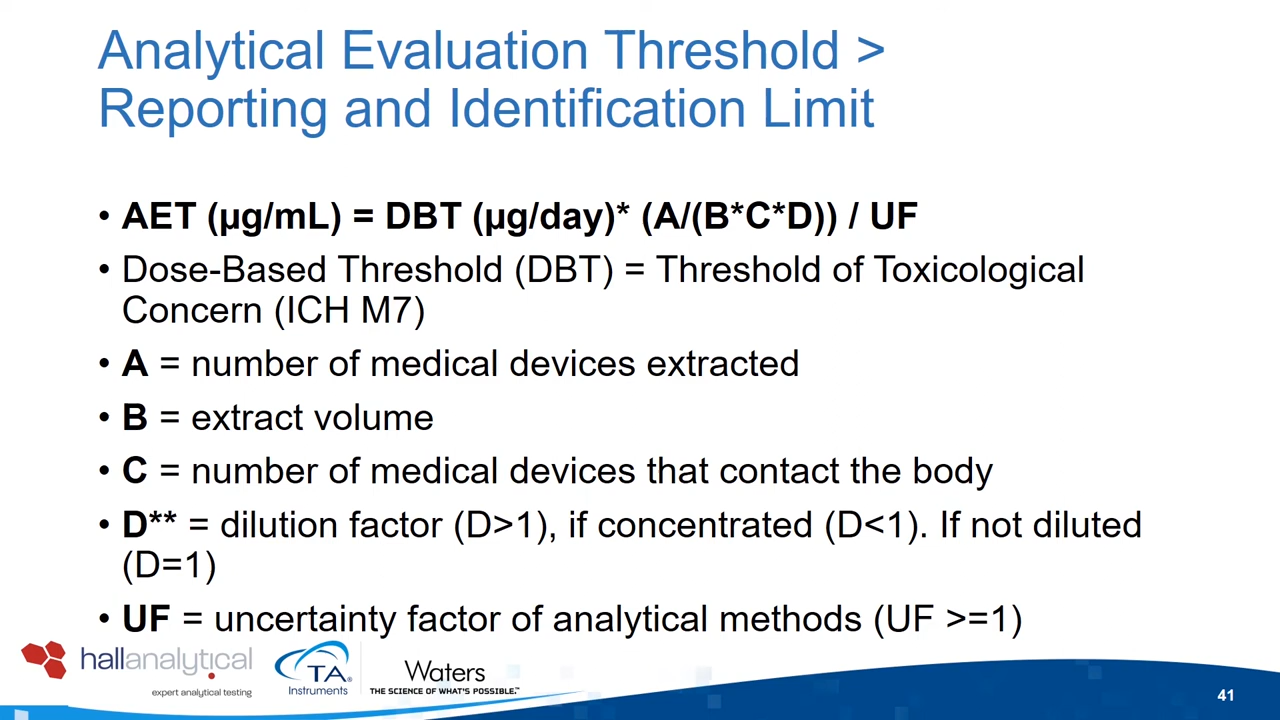 Analytical Evaluation Threshold >
Reporting and Identification Limit
• AET (µg/mL) = DBT (µg/day)* (A/(B*C*D)) / UF
• Dose-Based Threshold (DBT) = Threshold of Toxicological
Concern (ICH M7)
• A = number of medical devices extracted
• B = extract volume
• C = number of medical devices that contact the body
• D** = dilution factor (D>1), if concentrated (D<1). If not diluted
(D=1)
• UF = uncertainty factor of analytical methods (UF >=1)
hallanalytical
expert analytical testing
TA®
Instruments
Waters
THE SCIENCE OF WHAT'S POSSIBLE.™
41